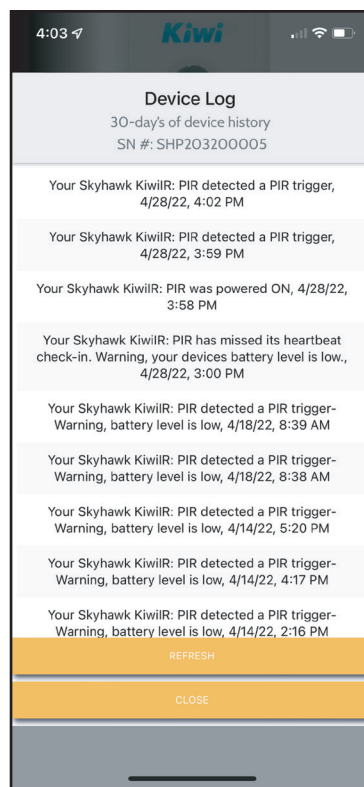 4:03
Kiwi
Device Log
30-day's of device history
SN #: SHP203200005
Your Skyhawk KiwiIR: PIR detected a PIR trigger,
4/28/22, 4:02 PM
Your Skyhawk KiwiIR: PIR detected a PIR trigger,
4/28/22, 3:59 PM
Your Skyhawk KiwiIR: PIR was powered ON, 4/28/22,
3:58 PM
Your Skyhawk KiwiIR: PIR has missed its heartbeat
check-in. Warning, your devices battery level is low.,
4/28/22, 3:00 PM
Your Skyhawk KiwiIR: PIR detected a PIR trigger-
Warning, battery level is low, 4/18/22, 8:39 AM
Your Skyhawk KiwiIR: PIR detected a PIR trigger-
Warning, battery level is low, 4/18/22, 8:38 AM
Your Skyhawk KiwiIR: PIR detected a PIR trigger-
Warning, battery level is low, 4/14/22, 5:20 PM
Your Skyhawk KiwiIR: PIR detected a PIR trigger-
Warning, battery level is low, 4/14/22, 4:17 PM
Your Skyhawk KiwiIR: PIR detected a PIR trigger-
Warning, battery level is low, 4/14/22, 2:16 PM
REFRESH
CLOSE